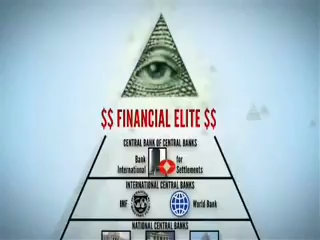 $$ FINANCIAL ELITE $$
CENTRAL BANK OF CENTRAL BANKS
Bank for
International Settlements
INTERNATIONAL CENTRAL BANKS
IMF World Bank
NATIONAL CENTRAL BANKS